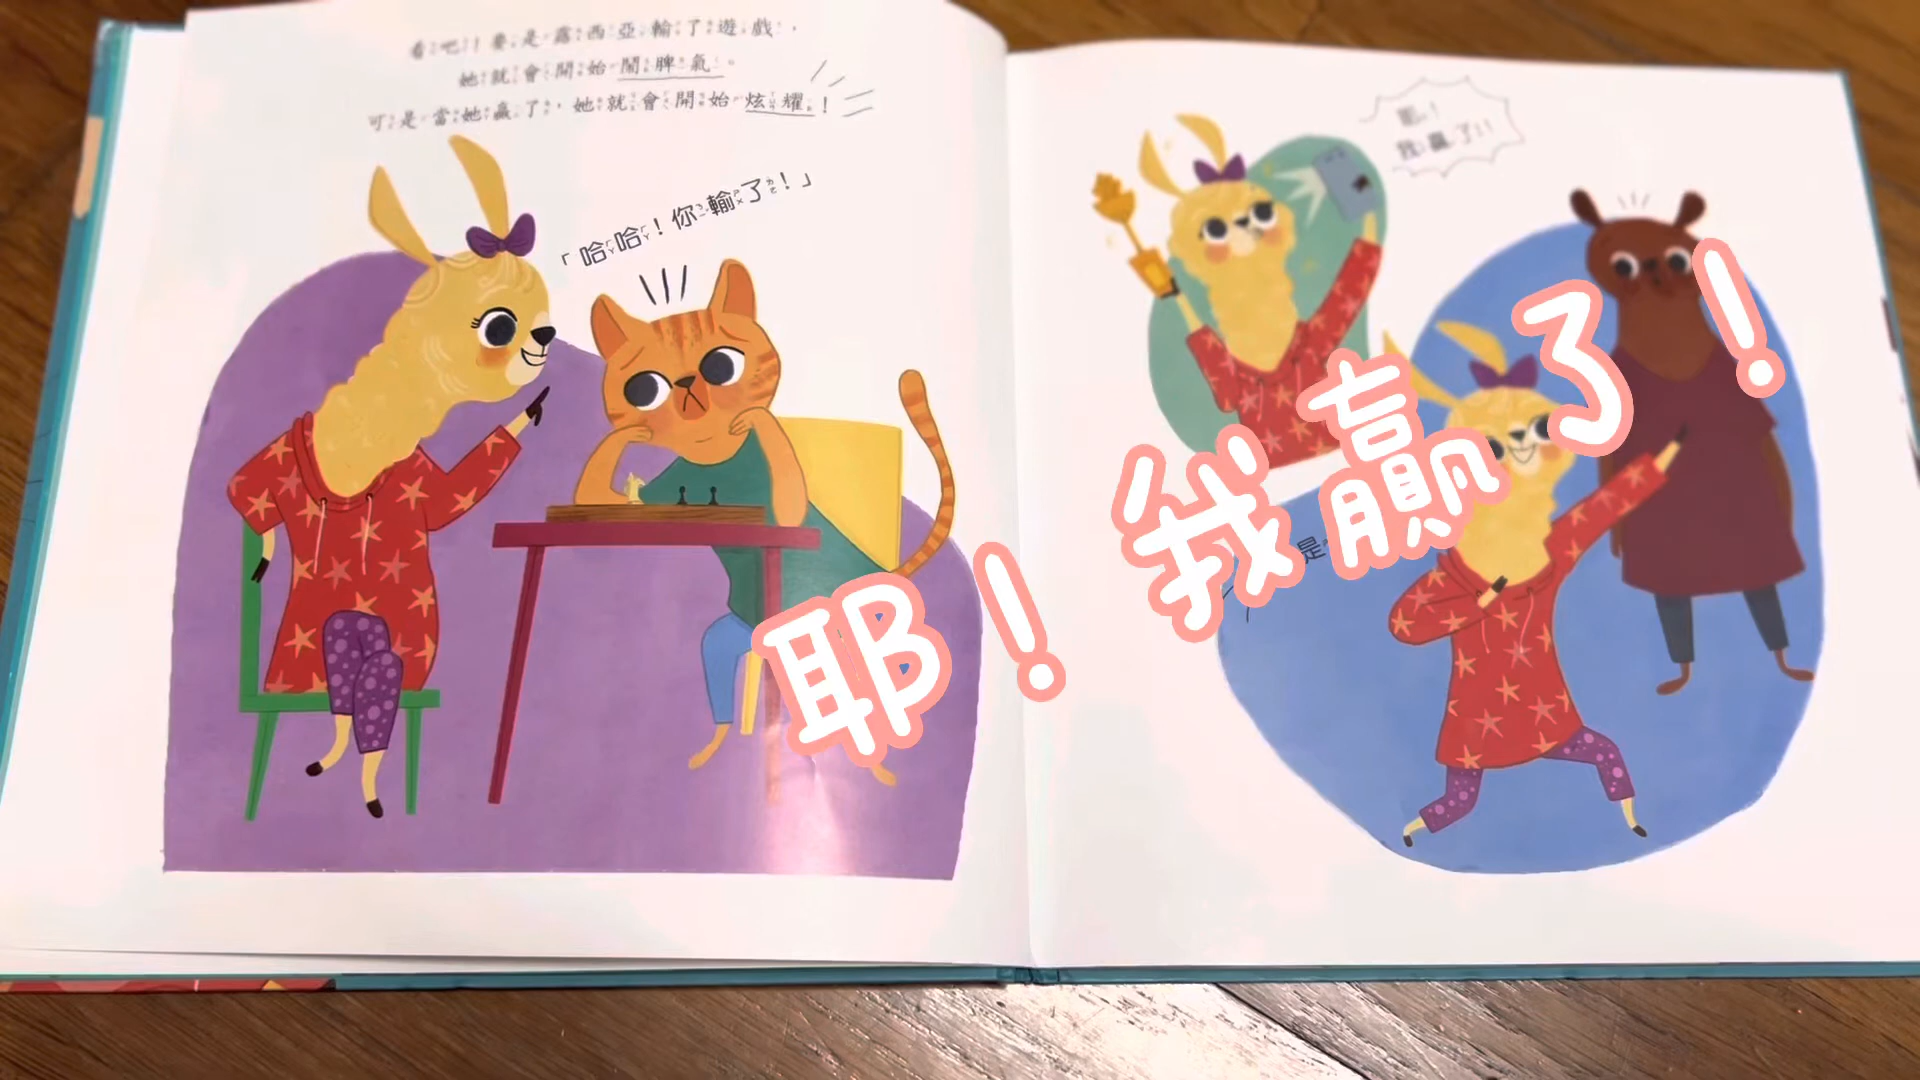 看吧！要是露西亞輸了遊戲，
她就會開始鬧脾氣。
可是當她贏了，她就會開始炫耀！
「哈哈！你輸了！」
耶！
我贏了！！
是
耶！我贏了！